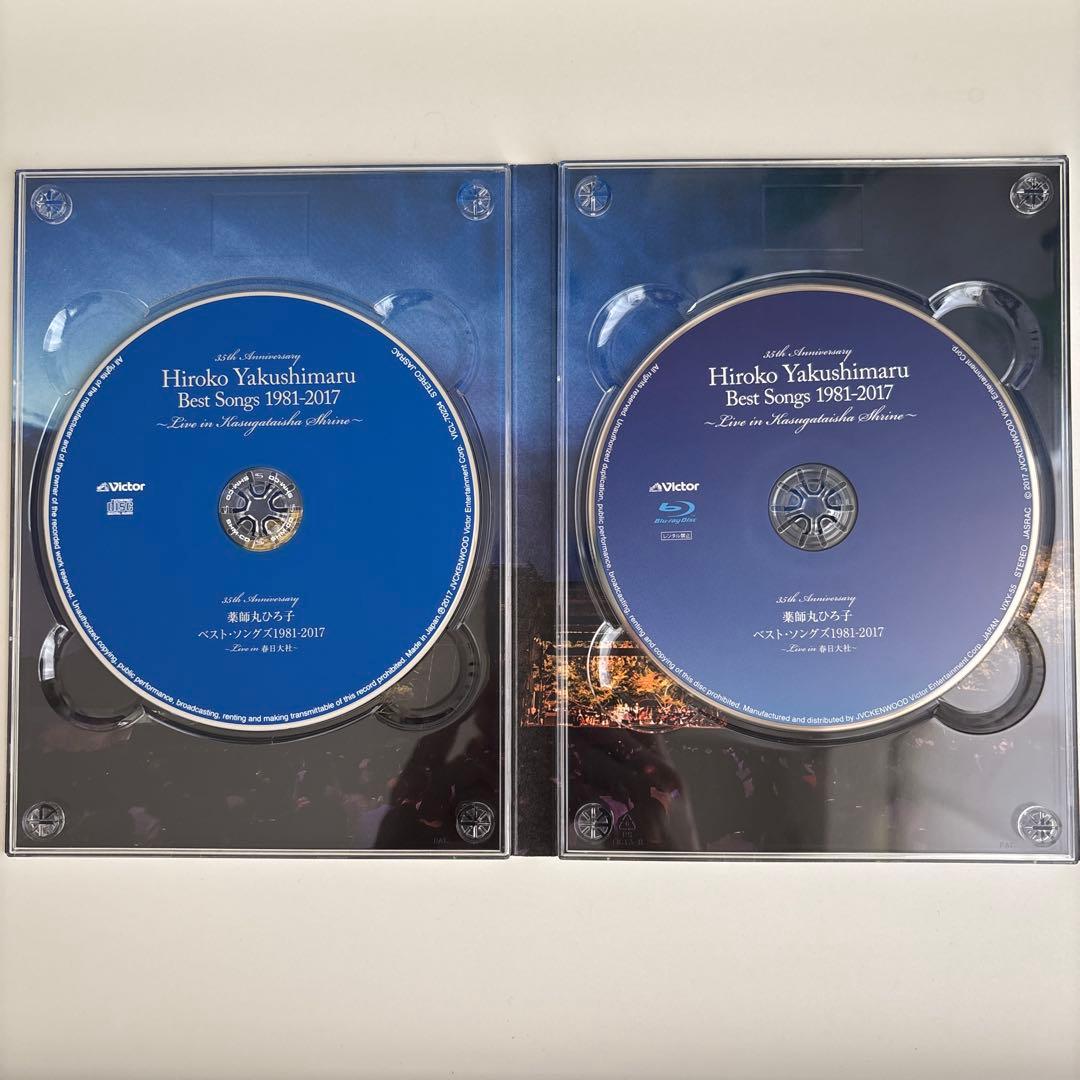 35th Anniversary
Hiroko Yakushimaru
Best Songs 1981-2017
~Live in Kasugataisha Shrine~
Victor
COMPACT
disc
DIGITAL AUDIO
35th Anniversary
薬師丸ひろ子
ベスト・ソングズ1981-2017
~Live in 春日大社~
All rights of the manufacturer and of the owner of the recorded work reserved. Unauthorized copying, public performance, broadcasting, renting and making transmittable of this record prohibited. Made in Japan ℗2017 JVCKENWOOD Victor Entertainment Corp. VICL-70234 STEREO JASRAC
35th Anniversary
Hiroko Yakushimaru
Best Songs 1981-2017
~Live in Kasugataisha Shrine~
Victor
Blu-ray Disc
レンタル禁止
35th Anniversary
薬師丸ひろ子
ベスト・ソングズ1981-2017
~Live in 春日大社~
All rights reserved. Unauthorized duplication, public performance, broadcasting, renting and copying of this disc prohibited. Manufactured and distributed by JVCKENWOOD Victor Entertainment Corp. JAPAN VIXY-55 STEREO JASRAC © 2017 JVCKENWOOD Victor Entertainment Corp.